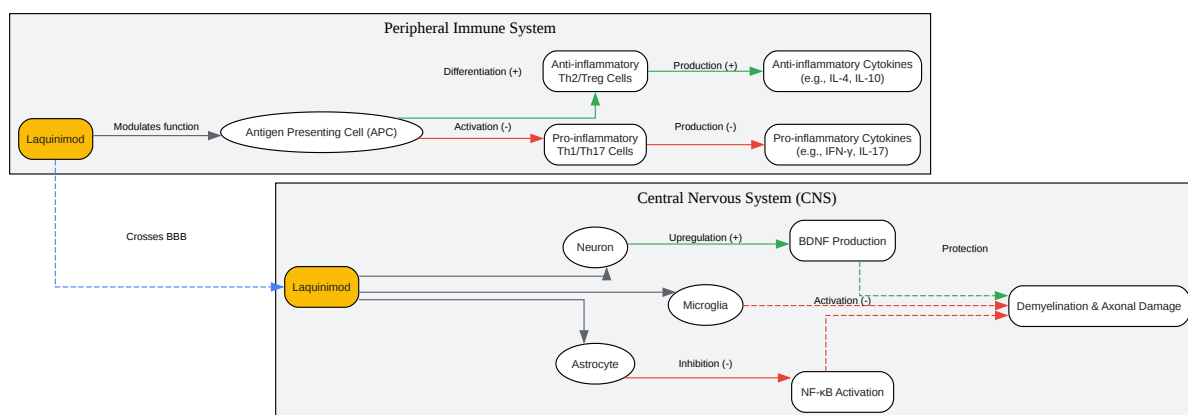 Peripheral Immune System
Anti-inflammatory
Th2/Treg Cells
Differentiation (+)
Production (+)
Anti-inflammatory Cytokines
(e.g., IL-4, IL-10)
Laquinimod
Modulates function
Antigen Presenting Cell (APC)
Activation (-)
Pro-inflammatory
Th1/Th17 Cells
Production (-)
Pro-inflammatory Cytokines
(e.g., IFN-γ, IL-17)
Crosses BBB
Central Nervous System (CNS)
Neuron
Upregulation (+)
BDNF Production
Protection
Laquinimod
Microglia
Activation (-)
Demyelination & Axonal Damage
Astrocyte
Inhibition (-)
NF-κB Activation